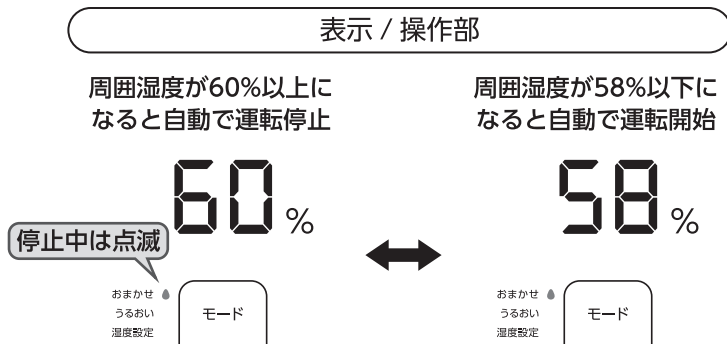 表示 / 操作部
周囲湿度が60%以上に
なると自動で運転停止
周囲湿度が58%以下に
なると自動で運転開始
60%
58%
停止中は点滅
おまかせ
うるおい
湿度設定
モード
おまかせ
うるおい
湿度設定
モード